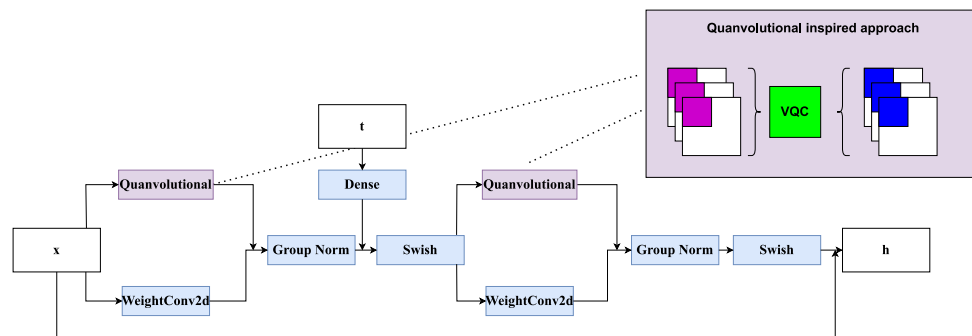 Quanvolutional inspired approach
VQC
t
Quanvolutional
Dense
Quanvolutional
x
Group Norm
Swish
Group Norm
Swish
h
WeightConv2d
WeightConv2d